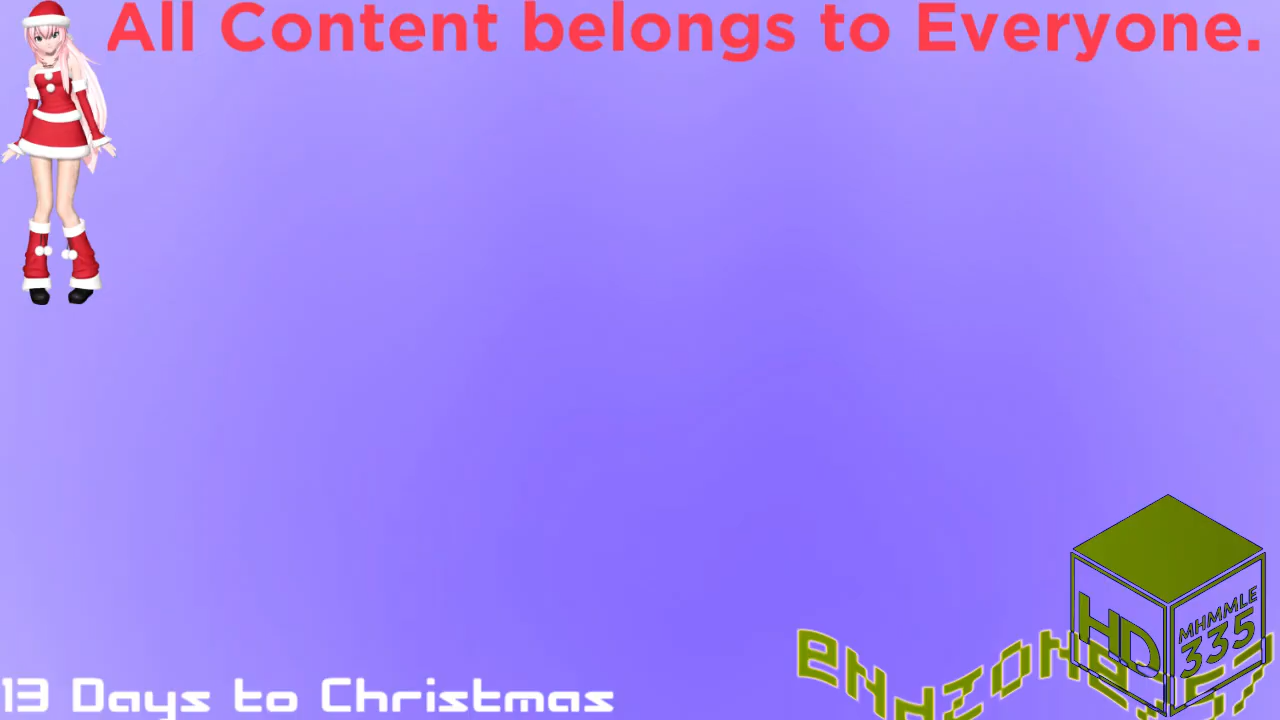 All Content belongs to Everyone.
HD
MHMMLE
335
13 Days to Christmas